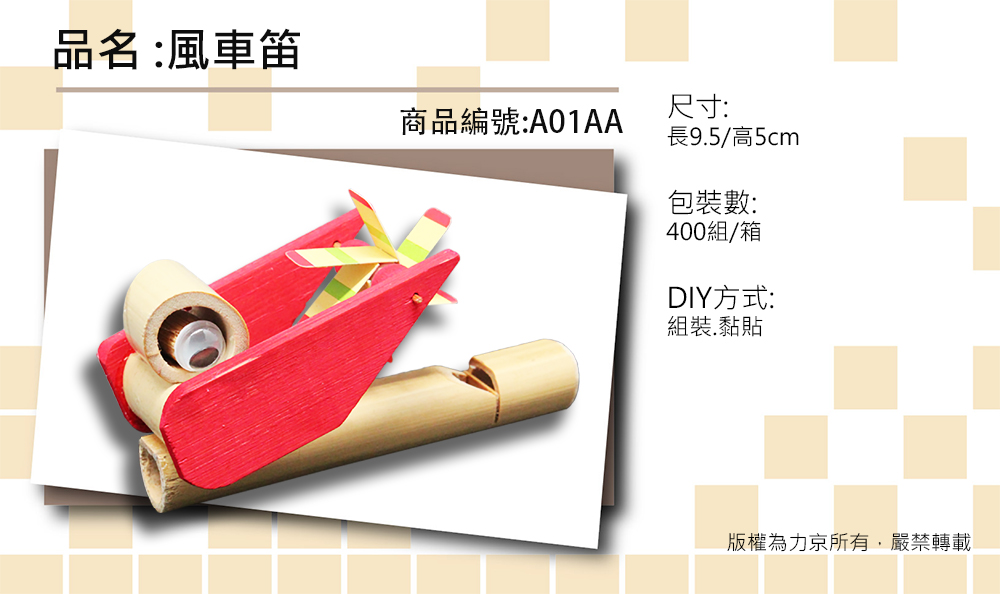 品名 :風車笛
商品編號:A01AA
尺寸:
長9.5/高5cm
包裝數:
400組/箱
DIY方式:
組裝.黏貼
版權為力京所有，嚴禁轉載